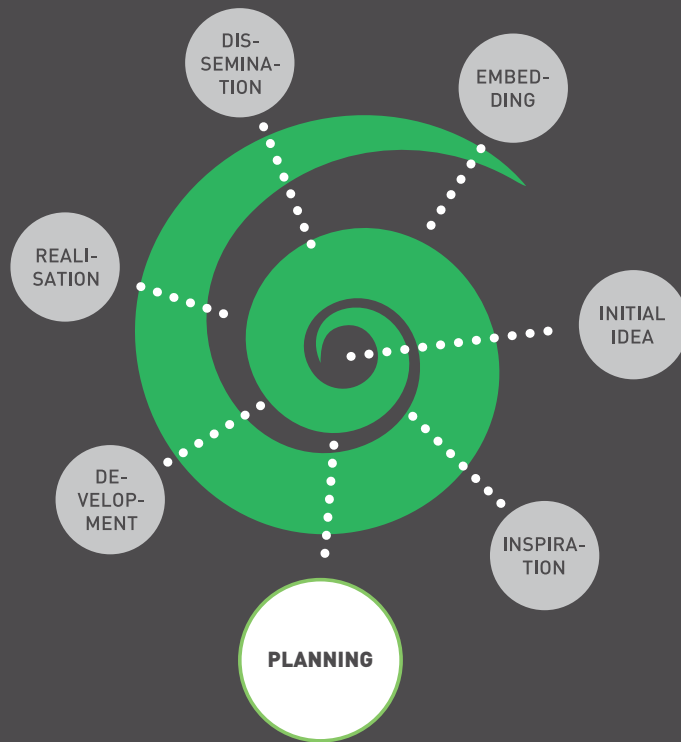 DIS-
SEMINA-
TION
EMBED-
DING
REALI-
SATION
INITIAL
IDEA
DE-
VELOP-
MENT
INSPIRA-
TION
PLANNING